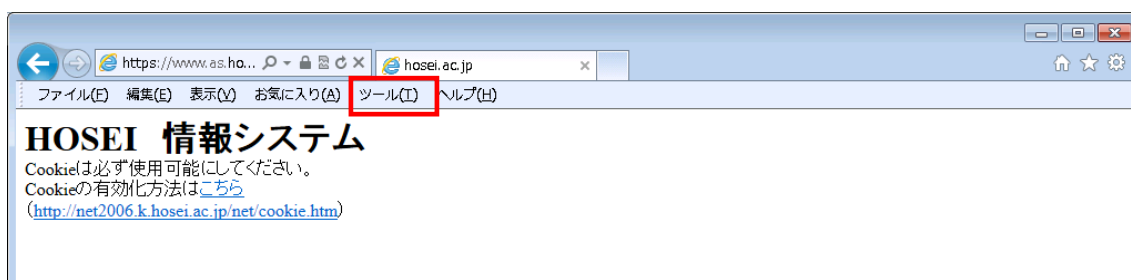 https://www.as.ho...
hosei.ac.jp
ファイル(F) 編集(E) 表示(V) お気に入り(A) ツール(T) ヘルプ(H)
HOSEI 情報システム
Cookieは必ず使用可能にしてください。
Cookieの有効化方法はこちら
(http://net2006.k.hosei.ac.jp/net/cookie.htm)